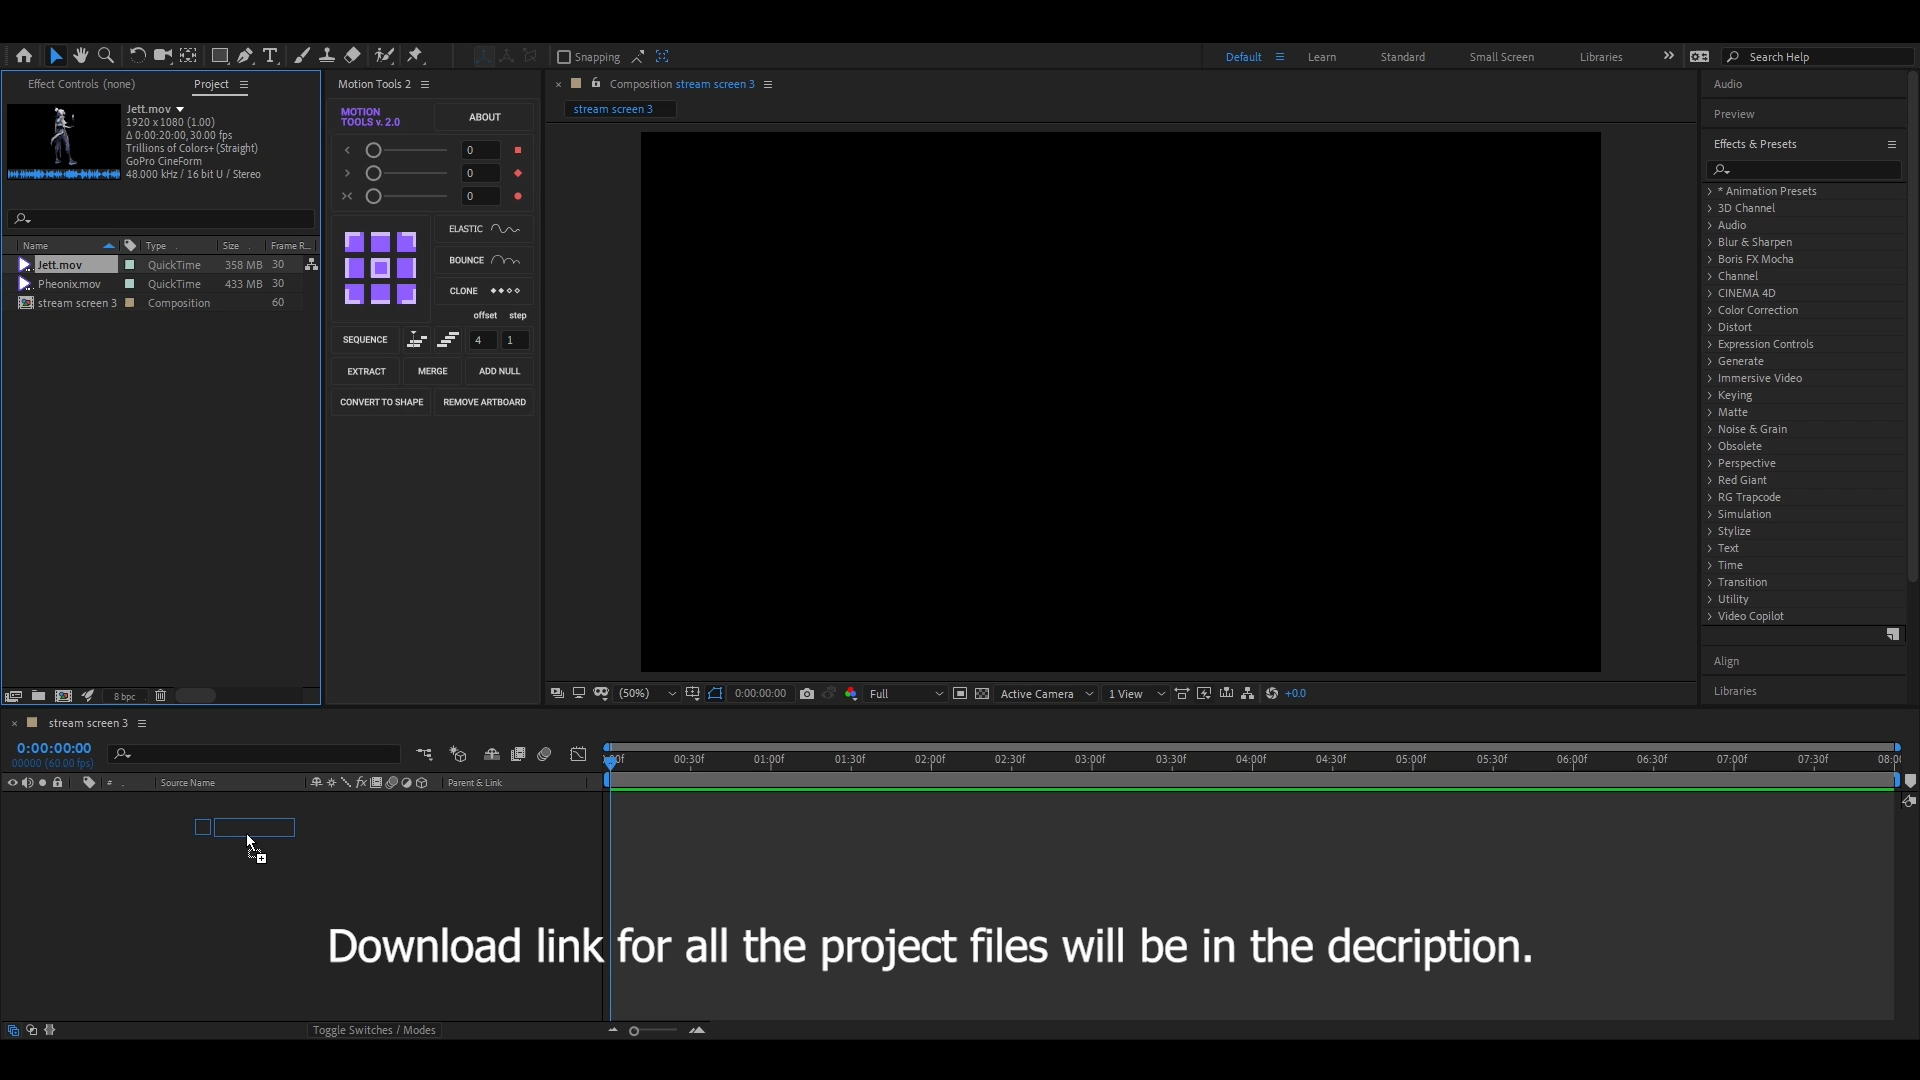 Snapping
Default
Learn
Standard
Small Screen
Libraries
Search Help
Effect Controls (none)
Project
Jett.mov
1920 x 1080 (1.00)
Δ 0:00:20:00, 30.00 fps
Trillions of Colors+ (Straight)
GoPro CineForm
48.000 kHz / 16 bit U / Stereo
Name
Type
Size
Frame R...
Jett.mov QuickTime 358 MB 30
Pheonix.mov QuickTime 433 MB 30
stream screen 3 Composition 60
8 bpc
Motion Tools 2
MOTION
TOOLS v. 2.0
ABOUT
0
0
0
ELASTIC
BOUNCE
CLONE
offset step
SEQUENCE
4 1
EXTRACT MERGE ADD NULL
CONVERT TO SHAPE REMOVE ARTBOARD
Composition stream screen 3
stream screen 3
(50%)
0:00:00:00
Full
Active Camera
1 View
+0.0
Audio
Preview
Effects & Presets
* Animation Presets
3D Channel
Audio
Blur & Sharpen
Boris FX Mocha
Channel
CINEMA 4D
Color Correction
Distort
Expression Controls
Generate
Immersive Video
Keying
Matte
Noise & Grain
Obsolete
Perspective
Red Giant
RG Trapcode
Simulation
Stylize
Text
Time
Transition
Utility
Video Copilot
Align
Libraries
stream screen 3
0:00:00:00
00000 (60.00 fps)
# Source Name
Parent & Link
00:30f 01:00f 01:30f 02:00f 02:30f 03:00f 03:30f 04:00f 04:30f 05:00f 05:30f 06:00f 06:30f 07:00f 07:30f
Download link for all the project files will be in the decription.
Toggle Switches / Modes